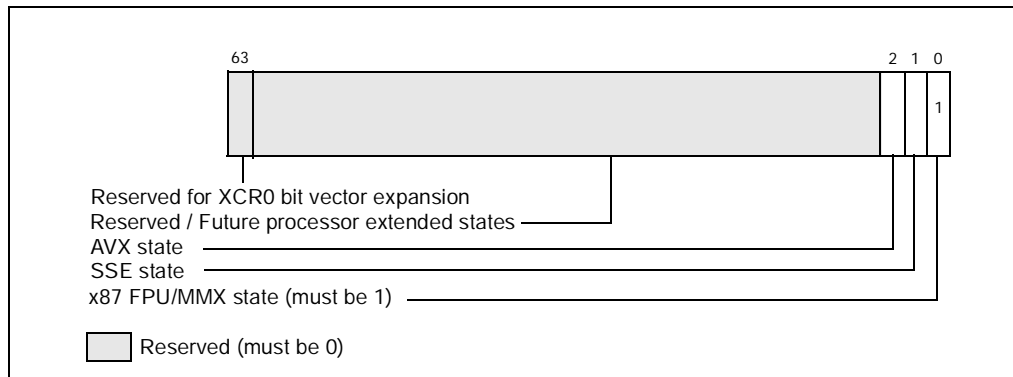 63 2 1 0
1
Reserved for XCR0 bit vector expansion
Reserved / Future processor extended states
AVX state
SSE state
x87 FPU/MMX state (must be 1)
Reserved (must be 0)